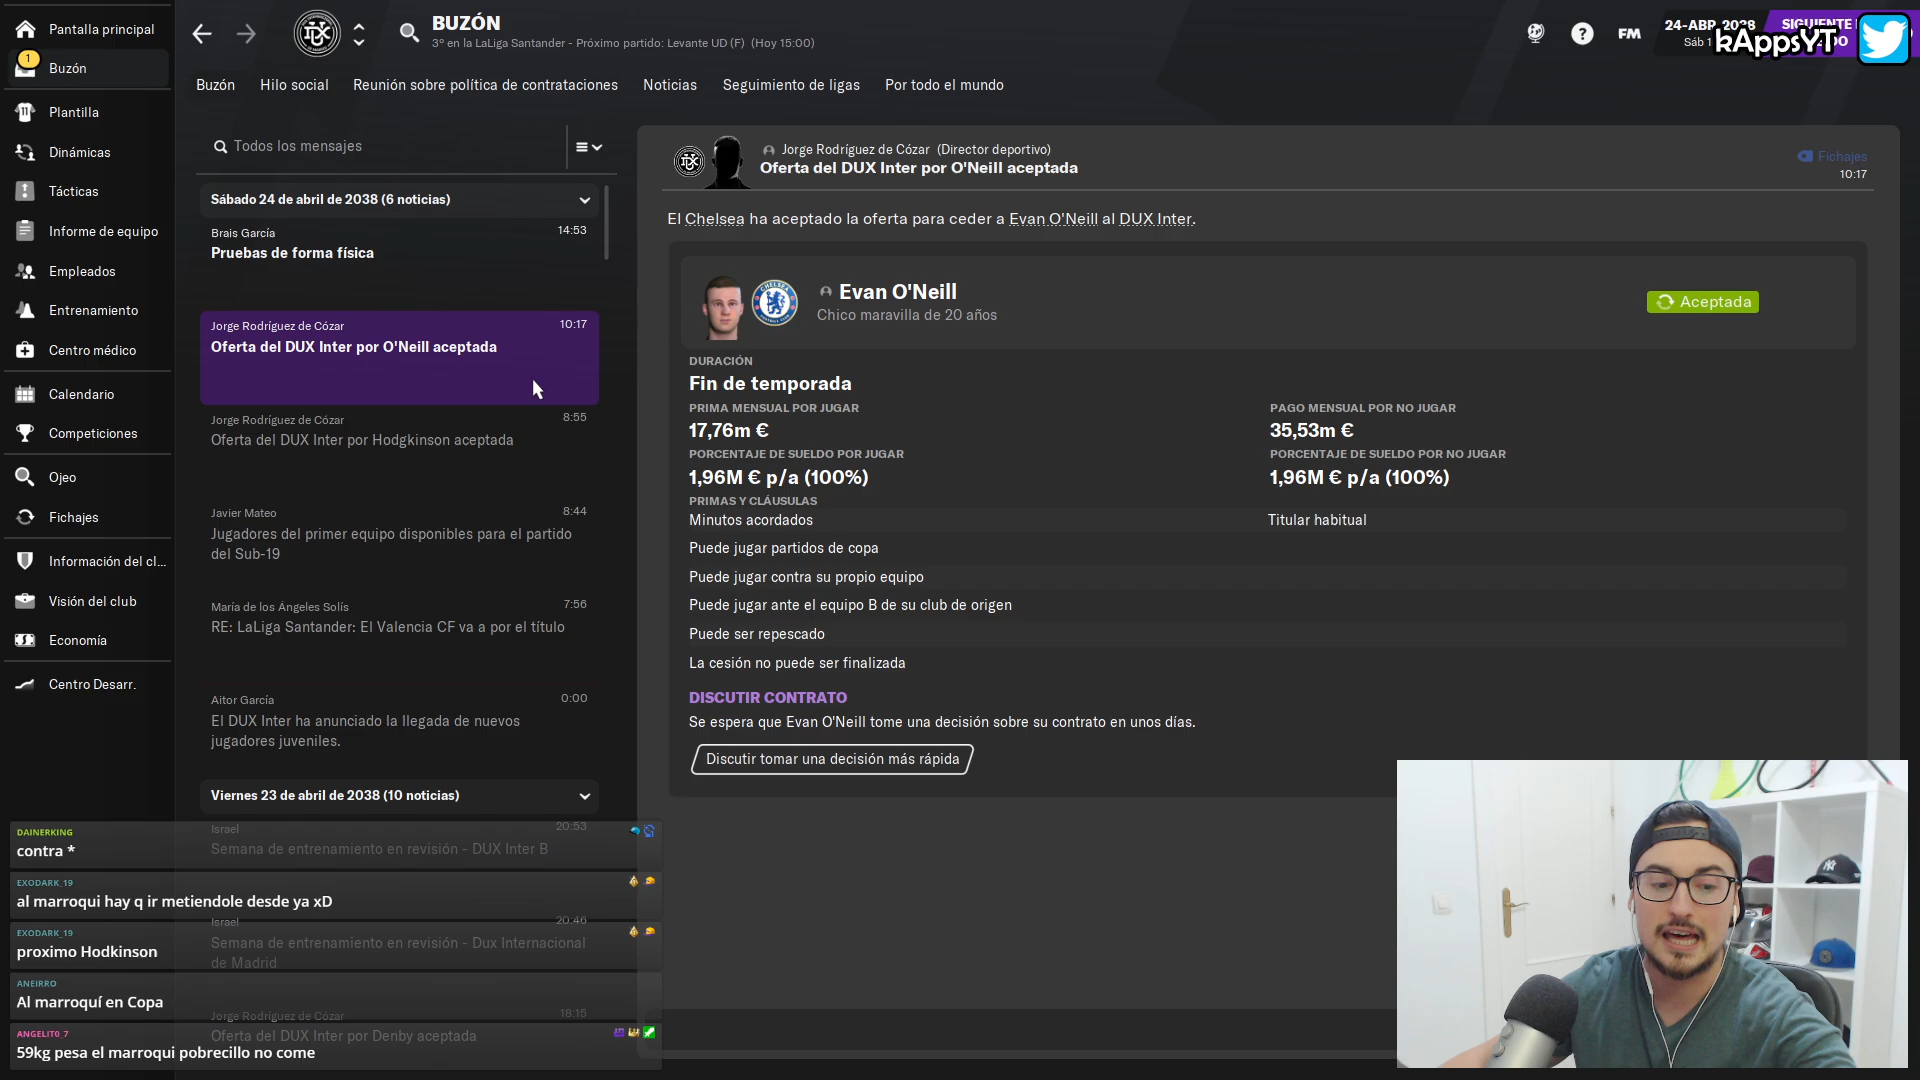 Pantalla principal
1
Buzón
Plantilla
Dinámicas
Tácticas
Informe de equipo
Empleados
Entrenamiento
Centro médico
Calendario
Competiciones
Ojeo
Fichajes
Información del cl...
Visión del club
Economía
Centro Desarr.
BUZÓN
3º en la LaLiga Santander - Próximo partido: Levante UD (F) (Hoy 15:00)
FM
24-ABR 2038
Sáb 1
SIGUIENTE
kAppsYT
Buzón
Hilo social
Reunión sobre política de contrataciones
Noticias
Seguimiento de ligas
Por todo el mundo
Todos los mensajes
Sábado 24 de abril de 2038 (6 noticias)
Brais García 14:53
Pruebas de forma física
Jorge Rodríguez de Cózar 10:17
Oferta del DUX Inter por O'Neill aceptada
Jorge Rodríguez de Cózar 8:55
Oferta del DUX Inter por Hodgkinson aceptada
Javier Mateo 8:44
Jugadores del primer equipo disponibles para el partido
del Sub-19
María de los Ángeles Solís 7:56
RE: LaLiga Santander: El Valencia CF va a por el título
Aitor García 0:00
El DUX Inter ha anunciado la llegada de nuevos
jugadores juveniles.
Viernes 23 de abril de 2038 (10 noticias)
Israel 20:53
Semana de entrenamiento en revisión - DUX Inter B
Israel 20:46
Semana de entrenamiento en revisión - Dux Internacional
de Madrid
Jorge Rodríguez de Cózar 18:15
Oferta del DUX Inter por Denby aceptada
DAINERKING
contra *
EXODARK_19
al marroqui hay q ir metiendole desde ya xD
EXODARK_19
proximo Hodkinson
ANEIRRO
Al marroquí en Copa
ANGELIT0_7
59kg pesa el marroqui pobrecillo no come
Jorge Rodríguez de Cózar (Director deportivo)
Oferta del DUX Inter por O'Neill aceptada
Fichajes
10:17
El Chelsea ha aceptado la oferta para ceder a Evan O'Neill al DUX Inter.
Evan O'Neill
Chico maravilla de 20 años
Aceptada
DURACIÓN
Fin de temporada
PRIMA MENSUAL POR JUGAR
17,76m €
PAGO MENSUAL POR NO JUGAR
35,53m €
PORCENTAJE DE SUELDO POR JUGAR
1,96M € p/a (100%)
PORCENTAJE DE SUELDO POR NO JUGAR
1,96M € p/a (100%)
PRIMAS Y CLÁUSULAS
Minutos acordados Titular habitual
Puede jugar partidos de copa
Puede jugar contra su propio equipo
Puede jugar ante el equipo B de su club de origen
Puede ser repescado
La cesión no puede ser finalizada
DISCUTIR CONTRATO
Se espera que Evan O'Neill tome una decisión sobre su contrato en unos días.
Discutir tomar una decisión más rápida